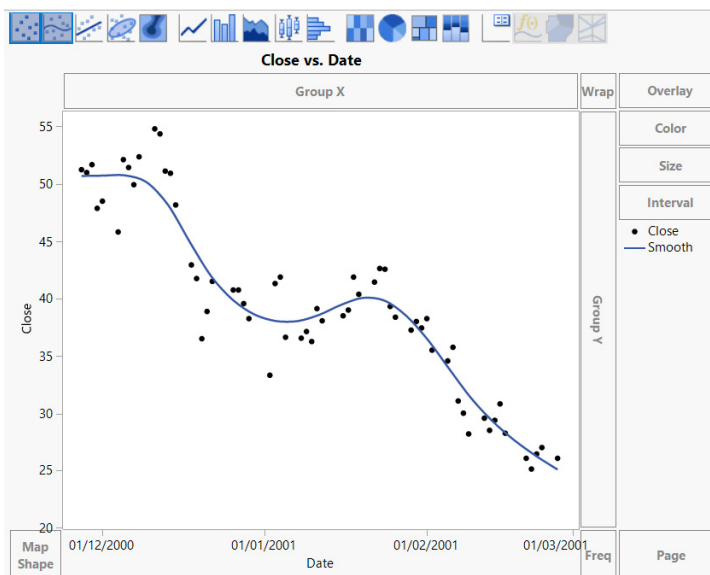 Close vs. Date
Group X
Wrap
Overlay
Color
Size
Interval
Close
Smooth
55
50
45
40
35
30
25
20
Close
Group Y
Map
Shape
01/12/2000
01/01/2001
01/02/2001
01/03/2001
Date
Freq
Page